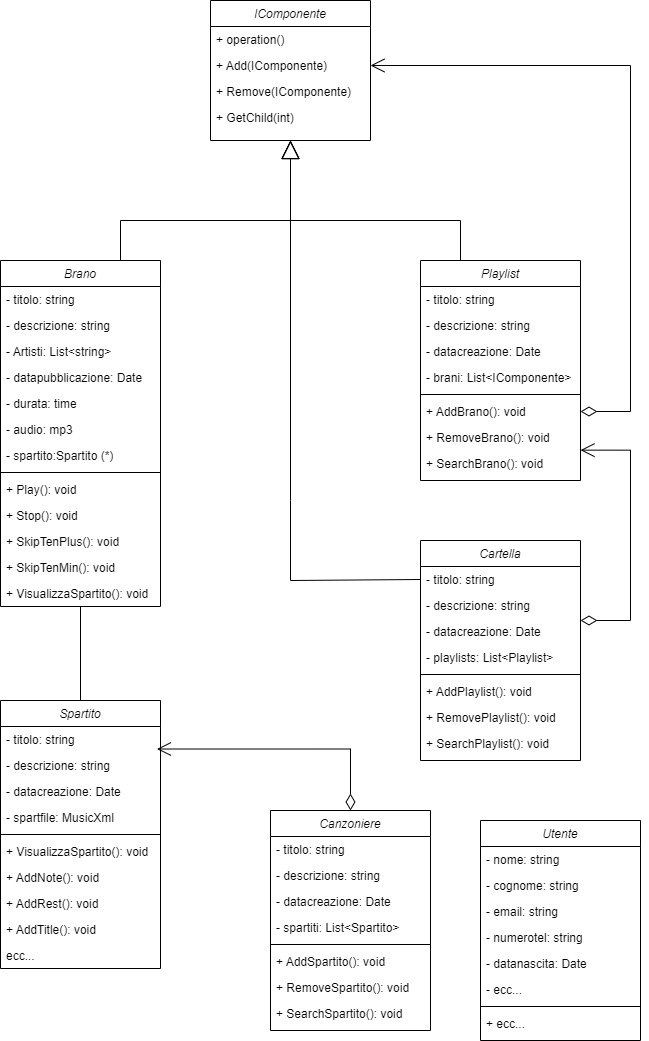 IComponente
+ operation()
+ Add(IComponente)
+ Remove(IComponente)
+ GetChild(int)
Brano
- titolo: string
- descrizione: string
- Artisti: List<string>
- datapubblicazione: Date
- durata: time
- audio: mp3
- spartito:Spartito (*)
+ Play(): void
+ Stop(): void
+ SkipTenPlus(): void
+ SkipTenMin(): void
+ VisualizzaSpartito(): void
Playlist
- titolo: string
- descrizione: string
- datacreazione: Date
- brani: List<IComponente>
+ AddBrano(): void
+ RemoveBrano(): void
+ SearchBrano(): void
Cartella
- titolo: string
- descrizione: string
- datacreazione: Date
- playlists: List<Playlist>
+ AddPlaylist(): void
+ RemovePlaylist(): void
+ SearchPlaylist(): void
Spartito
- titolo: string
- descrizione: string
- datacreazione: Date
- spartfile: MusicXml
+ VisualizzaSpartito(): void
+ AddNote(): void
+ AddRest(): void
+ AddTitle(): void
ecc...
Canzoniere
- titolo: string
- descrizione: string
- datacreazione: Date
- spartiti: List<Spartito>
+ AddSpartito(): void
+ RemoveSpartito(): void
+ SearchSpartito(): void
Utente
- nome: string
- cognome: string
- email: string
- numerotel: string
- datanascita: Date
- ecc...
+ ecc...